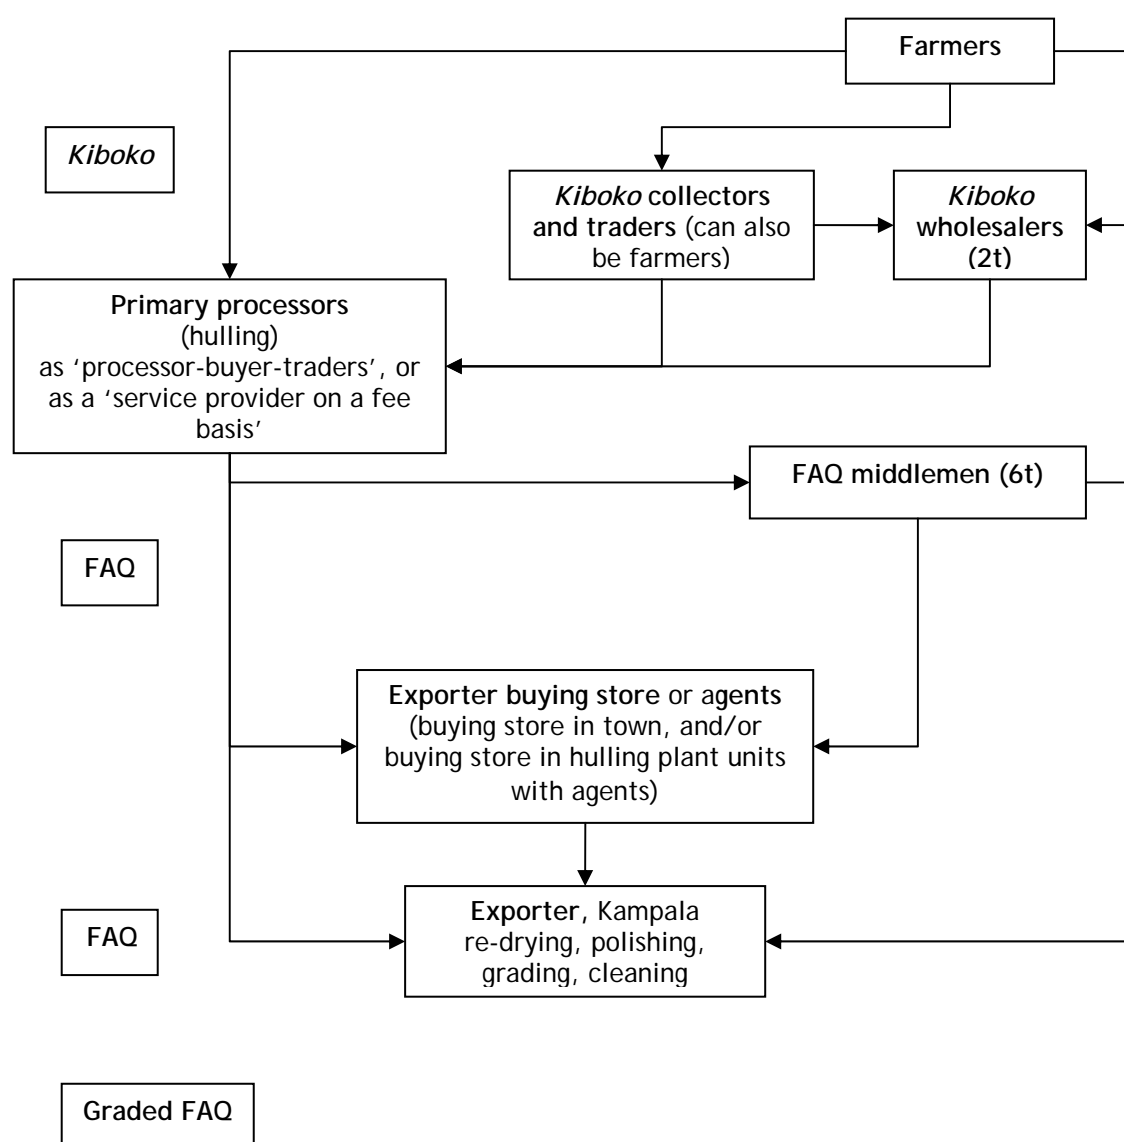 Farmers
Kiboko
Kiboko collectors
and traders (can also
be farmers)
Kiboko
wholesalers
(2t)
Primary processors
(hulling)
as ‘processor-buyer-traders’, or
as a ‘service provider on a fee
basis’
FAQ middlemen (6t)
FAQ
Exporter buying store or agents
(buying store in town, and/or
buying store in hulling plant units
with agents)
Exporter, Kampala
re-drying, polishing,
grading, cleaning
FAQ
Graded FAQ